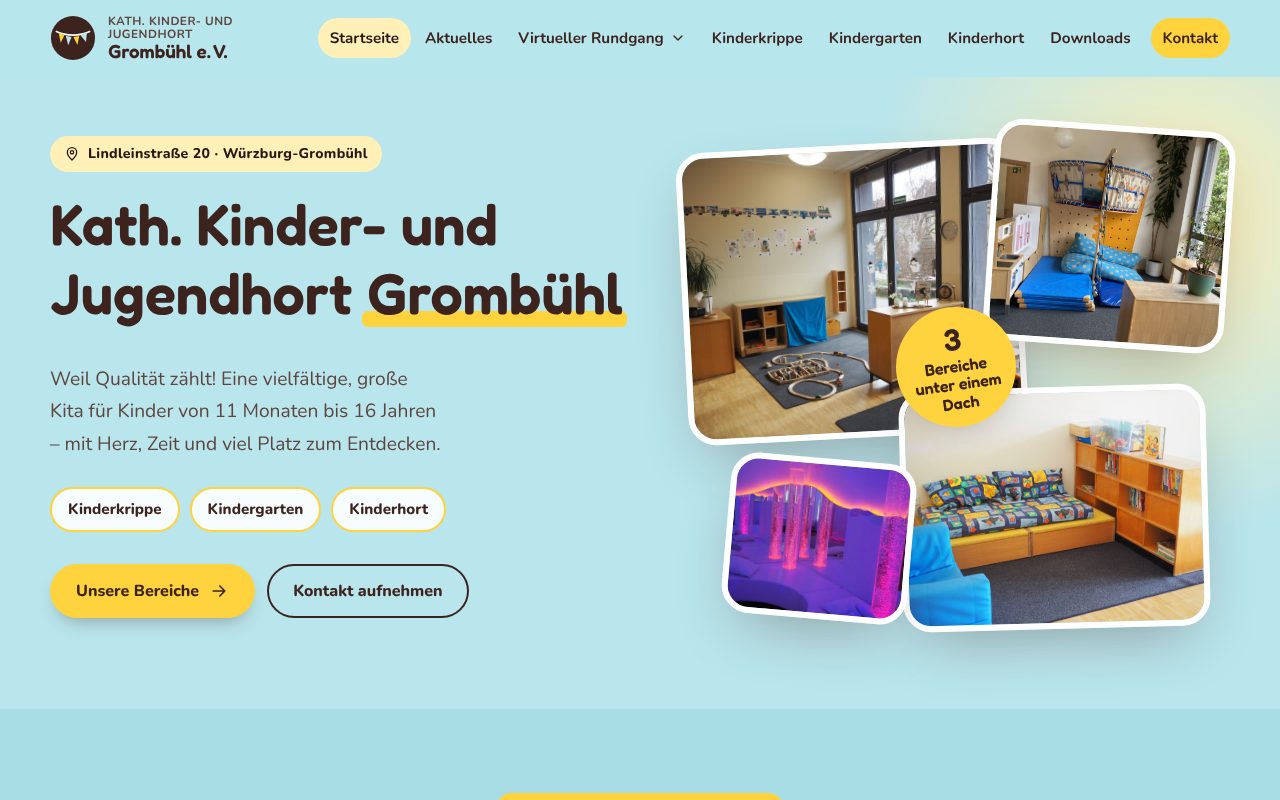 KATH. KINDER- UND
JUGENDHORT
Grombühl e. V.
Startseite
Aktuelles
Virtueller Rundgang
Kinderkrippe
Kindergarten
Kinderhort
Downloads
Kontakt
Lindleinstraße 20 · Würzburg-Grombühl
Kath. Kinder- und
Jugendhort Grombühl
Weil Qualität zählt! Eine vielfältige, große
Kita für Kinder von 11 Monaten bis 16 Jahren
– mit Herz, Zeit und viel Platz zum Entdecken.
Kinderkrippe
Kindergarten
Kinderhort
Unsere Bereiche
Kontakt aufnehmen
3
Bereiche
unter einem
Dach